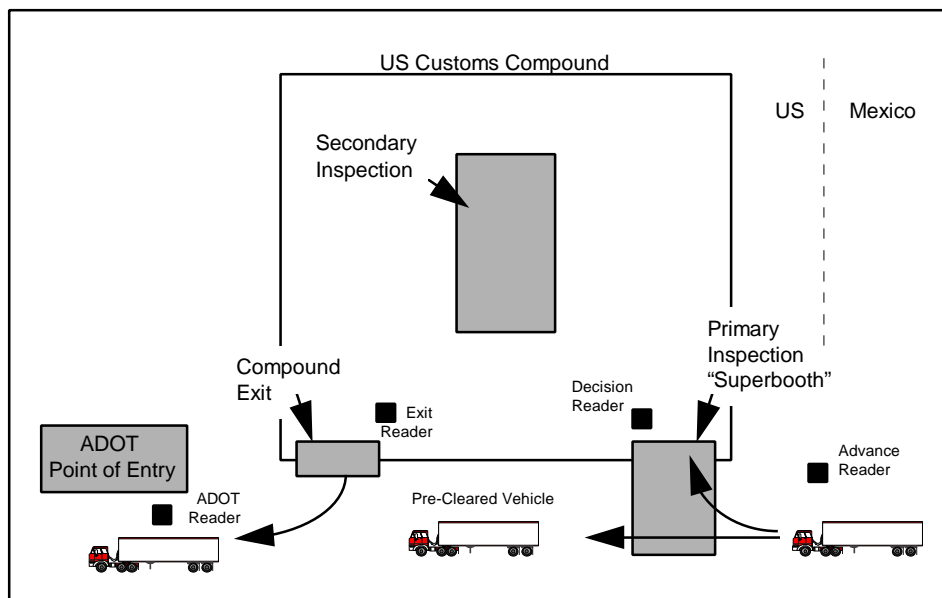 US Customs Compound
US
Mexico
Secondary
Inspection
Primary
Inspection
“Superbooth”
Compound
Exit
Decision
Reader
Exit
Reader
ADOT
Point of Entry
Advance
Reader
Pre-Cleared Vehicle
ADOT
Reader